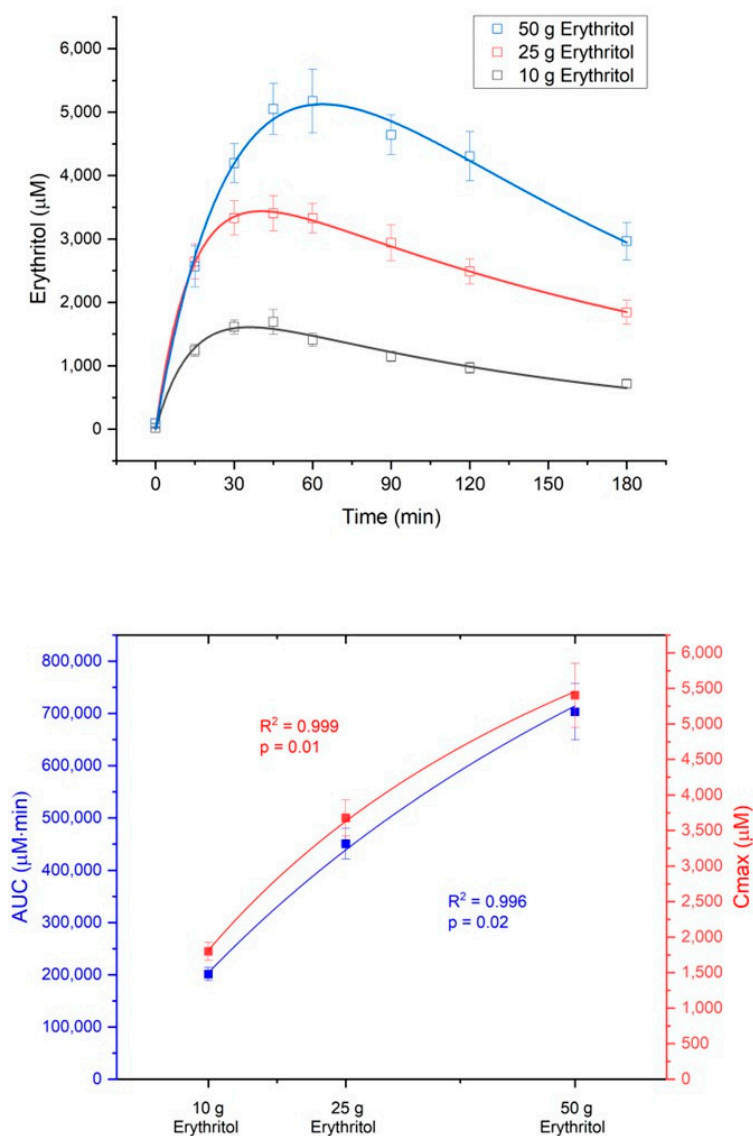 50 g Erythritol
25 g Erythritol
10 g Erythritol
6,000
5,000
4,000
3,000
2,000
1,000
0
Erythritol (µM)
0 30 60 90 120 150 180
Time (min)
800,000
700,000
600,000
500,000
400,000
300,000
200,000
100,000
0
AUC (µM·min)
R² = 0.999
p = 0.01
R² = 0.996
p = 0.02
6,000
5,500
5,000
4,500
4,000
3,500
3,000
2,500
2,000
1,500
1,000
500
0
Cmax (µM)
10 g 25 g 50 g
Erythritol Erythritol Erythritol